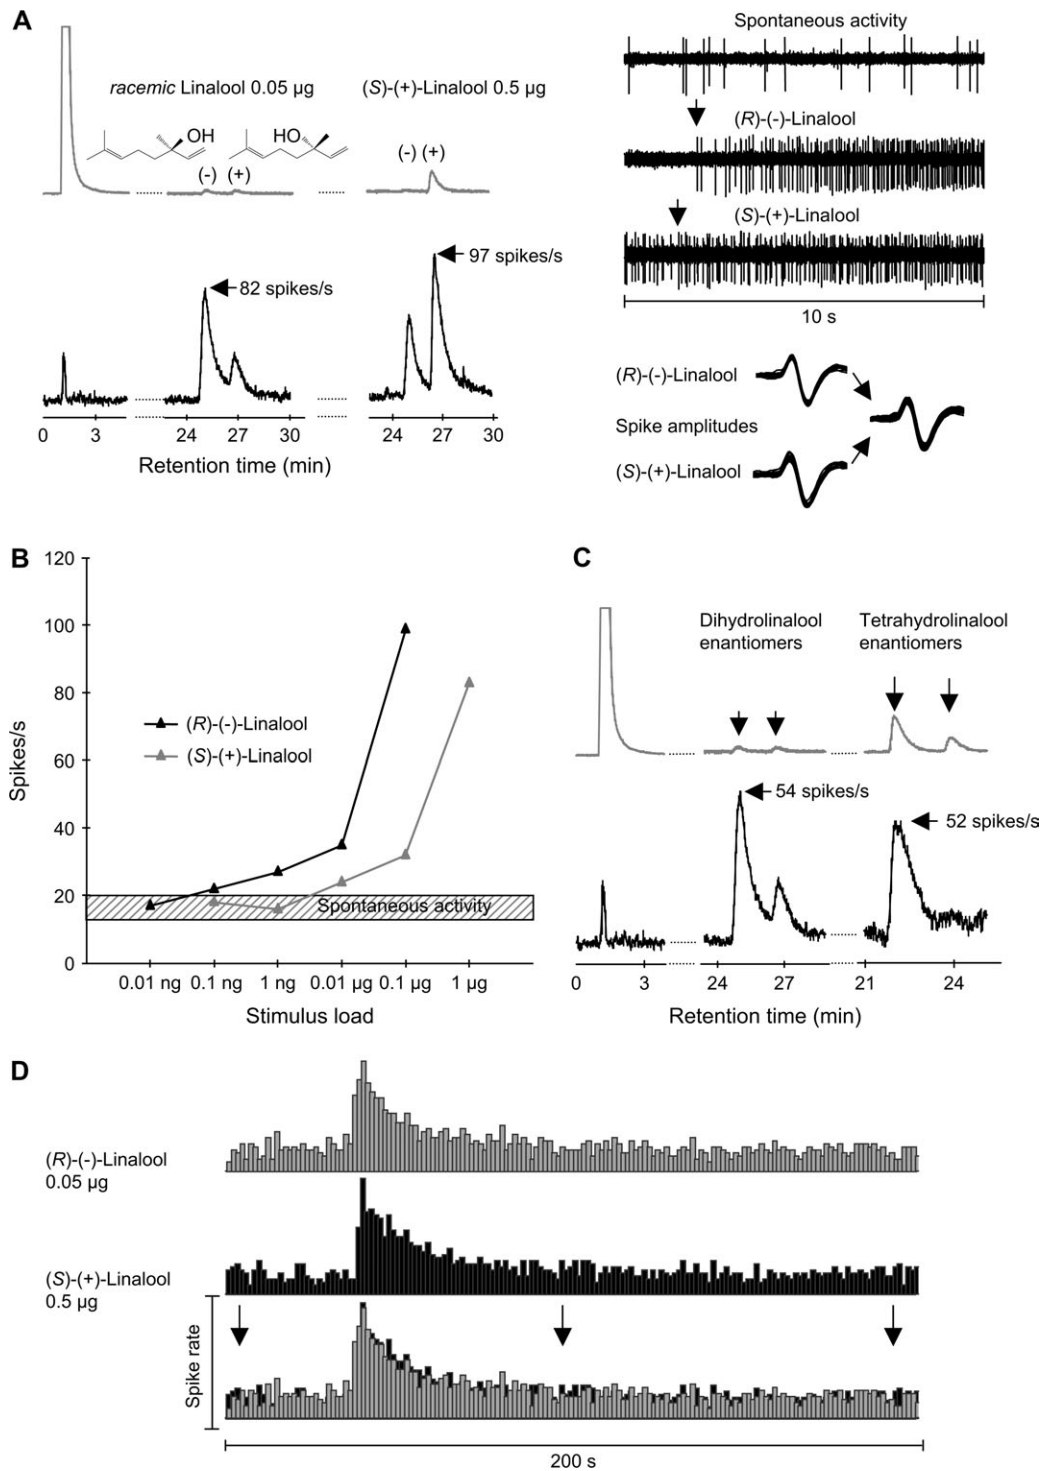 A
racemic Linalool 0.05 µg
(S)-(+)-Linalool 0.5 µg
OH
HO
(-) (+)
(-) (+)
82 spikes/s
97 spikes/s
0 3 24 27 30 24 27 30
Retention time (min)
Spontaneous activity
(R)-(-)-Linalool
(S)-(+)-Linalool
10 s
(R)-(-)-Linalool
Spike amplitudes
(S)-(+)-Linalool
B
120
100
80
60
40
20
0
Spikes/s
(R)-(-)-Linalool
(S)-(+)-Linalool
Spontaneous activity
0.01 ng 0.1 ng 1 ng 0.01 µg 0.1 µg 1 µg
Stimulus load
C
Dihydrolinalool
enantiomers
Tetrahydrolinalool
enantiomers
54 spikes/s
52 spikes/s
0 3 24 27 21 24
Retention time (min)
D
(R)-(-)-Linalool
0.05 µg
(S)-(+)-Linalool
0.5 µg
Spike rate
200 s